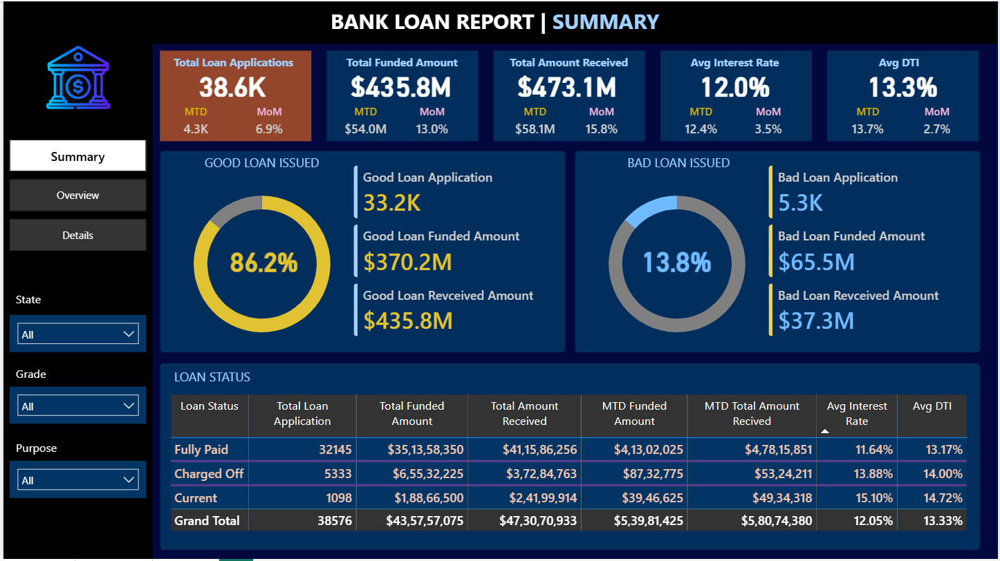 BANK LOAN REPORT | SUMMARY
Total Loan Applications
38.6K
MTD MoM
4.3K 6.9%
Total Funded Amount
$435.8M
MTD MoM
$54.0M 13.0%
Total Amount Received
$473.1M
MTD MoM
$58.1M 15.8%
Avg Interest Rate
12.0%
MTD MoM
12.4% 3.5%
Avg DTI
13.3%
MTD MoM
13.7% 2.7%
Summary
Overview
Details
State
All
Grade
All
Purpose
All
GOOD LOAN ISSUED
86.2%
Good Loan Application
33.2K
Good Loan Funded Amount
$370.2M
Good Loan Revceived Amount
$435.8M
BAD LOAN ISSUED
13.8%
Bad Loan Application
5.3K
Bad Loan Funded Amount
$65.5M
Bad Loan Revceived Amount
$37.3M
LOAN STATUS
Loan Status Total Loan Application Total Funded Amount Total Amount Received MTD Funded Amount MTD Total Amount Recived Avg Interest Rate Avg DTI
Fully Paid 32145 $35,13,58,350 $41,15,86,256 $4,13,02,025 $4,78,15,851 11.64% 13.17%
Charged Off 5333 $6,55,32,225 $3,72,84,763 $87,32,775 $53,24,211 13.88% 14.00%
Current 1098 $1,88,66,500 $2,41,99,914 $39,46,625 $49,34,318 15.10% 14.72%
Grand Total 38576 $43,57,57,075 $47,30,70,933 $5,39,81,425 $5,80,74,380 12.05% 13.33%